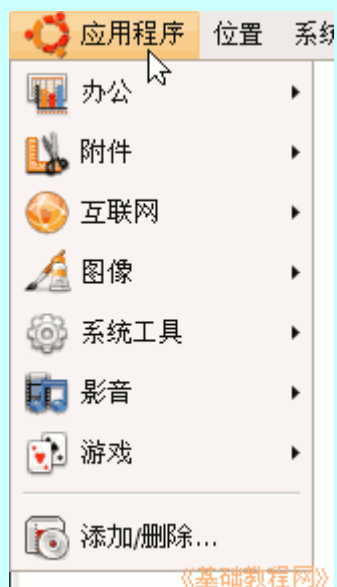 应用程序 位置 系统
办公
附件
互联网
图像
系统工具
影音
游戏
添加/删除...
《基础教程网》